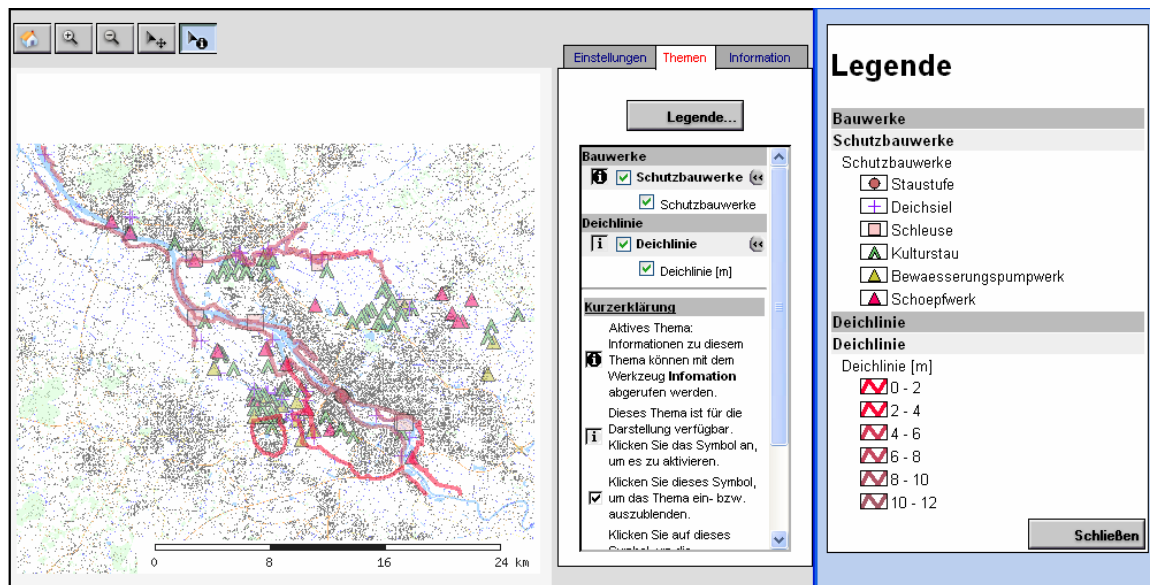 Einstellungen Themen Information
Legende...
Bauwerke
Schutzbauwerke
Schutzbauwerke
Deichlinie
Deichlinie
Deichlinie [m]
Kurzerklärung
Aktives Thema:
Informationen zu diesem
Thema können mit dem
Werkzeug Infomation
abgerufen werden.
Dieses Thema ist für die
Darstellung verfügbar.
Klicken Sie das Symbol an,
um es zu aktivieren.
Klicken Sie dieses Symbol,
um das Thema ein- bzw.
auszublenden.
Klicken Sie auf dieses
0 8 16 24 km
Legende
Bauwerke
Schutzbauwerke
Schutzbauwerke
Staustufe
Deichsiel
Schleuse
Kulturstau
Bewaesserungspumpwerk
Schoepfwerk
Deichlinie
Deichlinie
Deichlinie [m]
0 - 2
2 - 4
4 - 6
6 - 8
8 - 10
10 - 12
Schließen